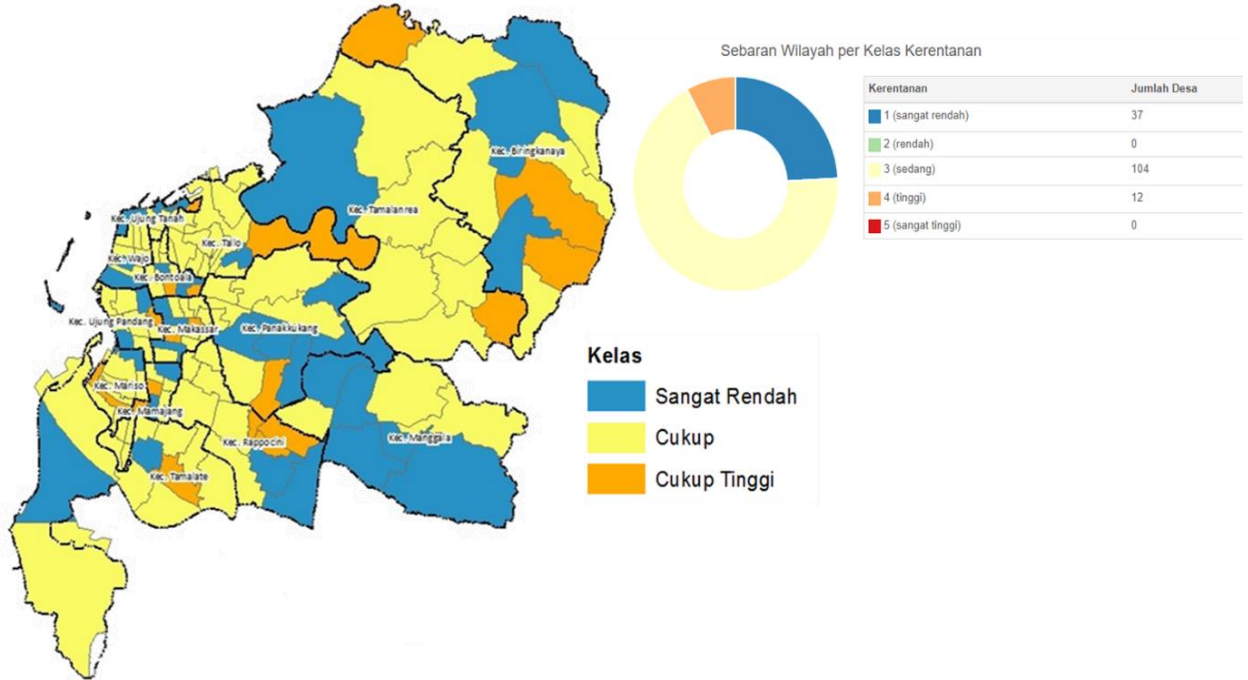 Sebaran Wilayah per Kelas Kerentanan
Kerentanan Jumlah Desa
1 (sangat rendah) 37
2 (rendah) 0
3 (sedang) 104
4 (tinggi) 12
5 (sangat tinggi) 0
Kec. Biringkanaya
Kec. Tamalanrea
Kec. Ujung Tanah
Kec. Tallo
Kec. Wajo
Kec. Bontoala
Kec. Ujung Pandang
Kec. Makassar
Kec. Panakkukang
Kec. Mariso
Kec. Mamajang
Kec. Rappocini
Kec. Manggala
Kec. Tamalate
Kelas
Sangat Rendah
Cukup
Cukup Tinggi